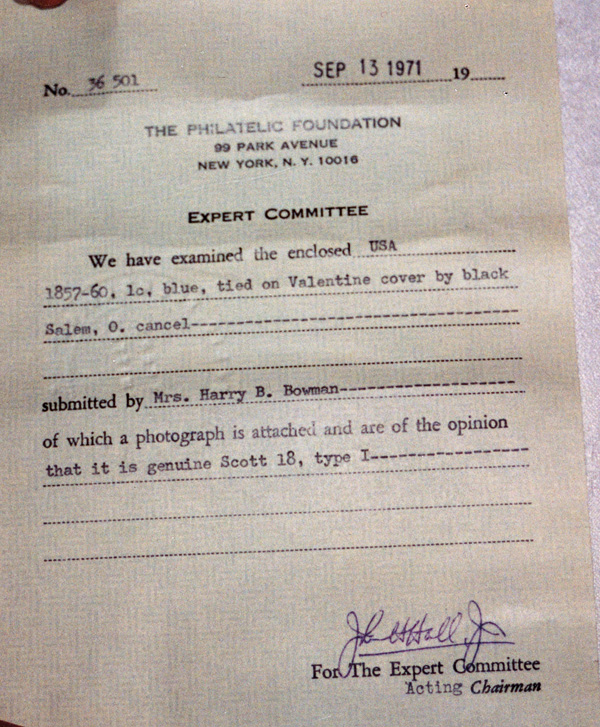 No. 36 501 SEP 13 1971 19
THE PHILATELIC FOUNDATION
99 PARK AVENUE
NEW YORK, N. Y. 10016
EXPERT COMMITTEE
We have examined the enclosed USA
1857-60, 1c, blue, tied on Valentine cover by black
Salem, O. cancel
submitted by Mrs. Harry B. Bowman
of which a photograph is attached and are of the opinion
that it is genuine Scott 18, type I
For The Expert Committee
Acting Chairman